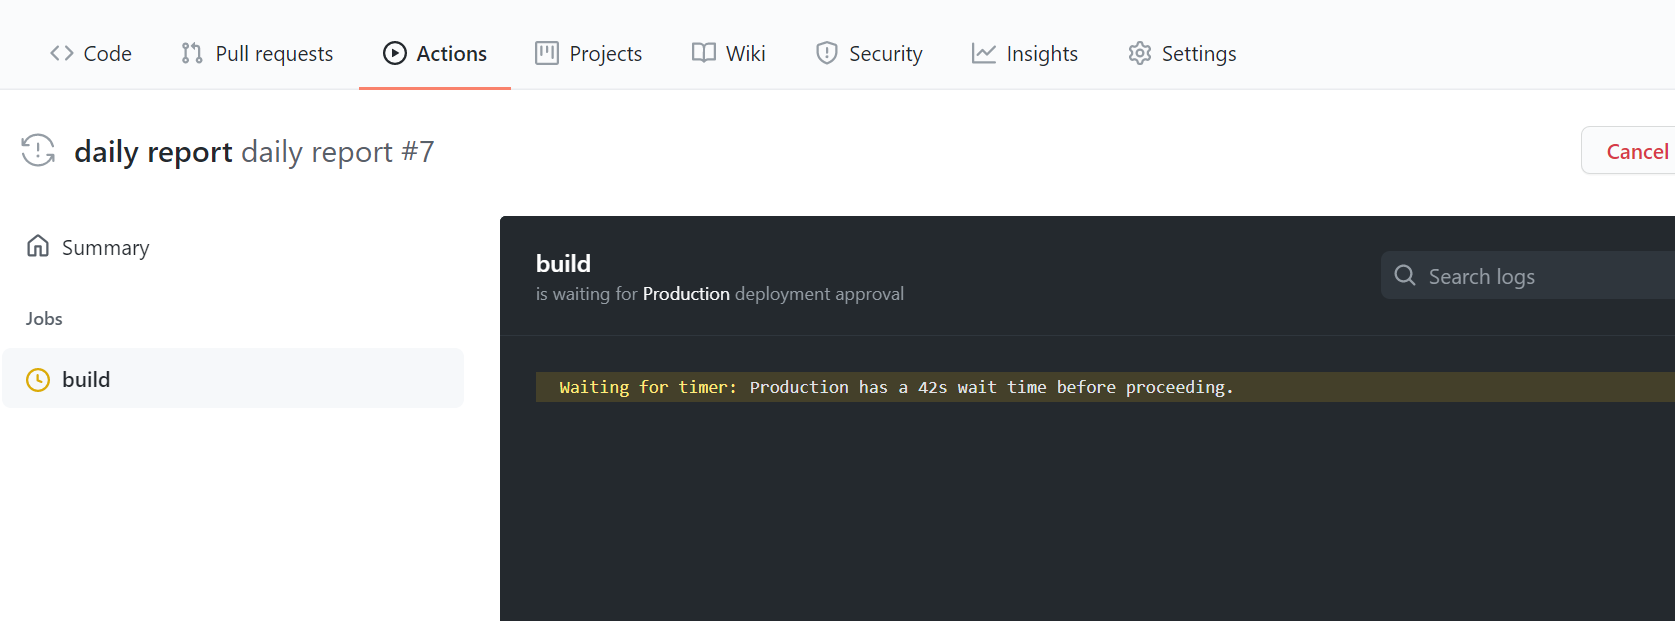 Code Pull requests Actions Projects Wiki Security Insights Settings
daily report daily report #7
Cancel
Summary
Jobs
build
build
is waiting for Production deployment approval
Search logs
Waiting for timer: Production has a 42s wait time before proceeding.